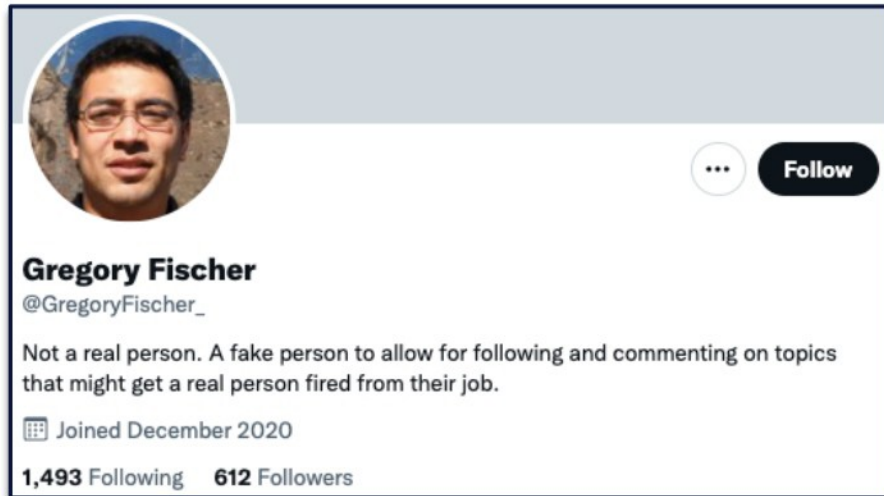 Follow
Gregory Fischer
@GregoryFischer_
Not a real person. A fake person to allow for following and commenting on topics
that might get a real person fired from their job.
Joined December 2020
1,493 Following 612 Followers